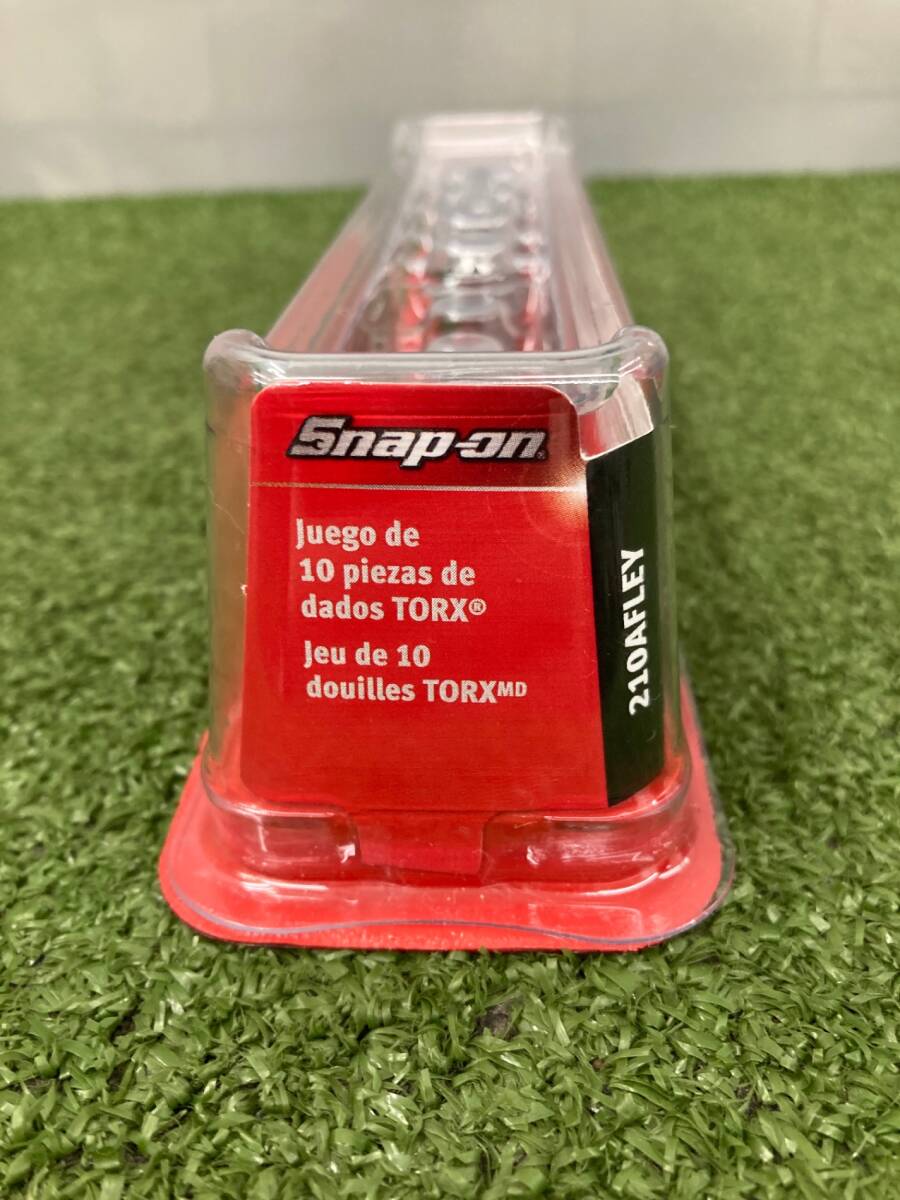 Snap-on®
Juego de
10 piezas de
dados TORX®
Jeu de 10
douilles TORXMD
210AFLEY